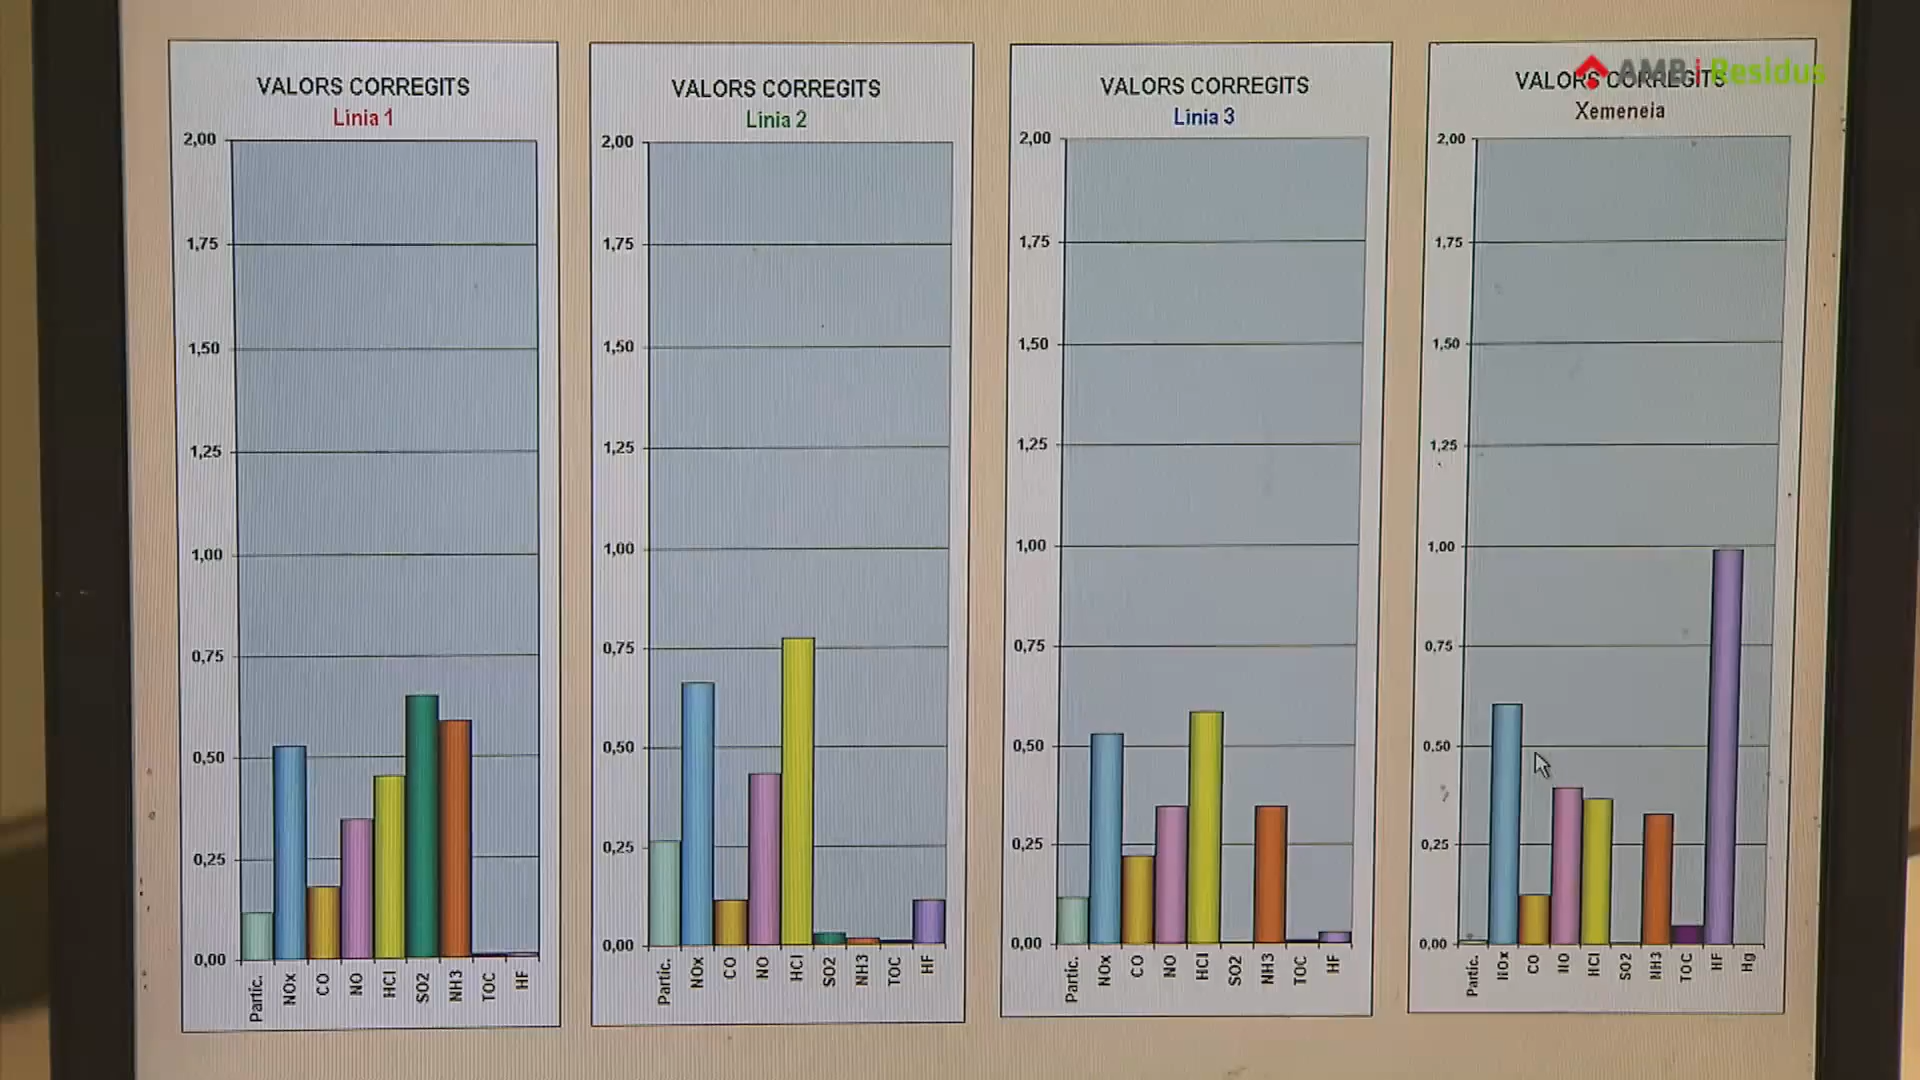 AMB i Residus
VALORS CORREGITS
Linia 1
2,00
1,75
1,50
1,25
1,00
0,75
0,50
0,25
0,00
Partic. NOx CO NO HCl SO2 NH3 TOC HF
VALORS CORREGITS
Linia 2
2,00
1,75
1,50
1,25
1,00
0,75
0,50
0,25
0,00
Partic. NOx CO NO HCl SO2 NH3 TOC HF
VALORS CORREGITS
Linia 3
2,00
1,75
1,50
1,25
1,00
0,75
0,50
0,25
0,00
Partic. NOx CO NO HCl SO2 NH3 TOC HF
VALORS CORREGITS
Xemeneia
2,00
1,75
1,50
1,25
1,00
0,75
0,50
0,25
0,00
Partic. NOx CO NO HCl SO2 NH3 TOC HF Hg